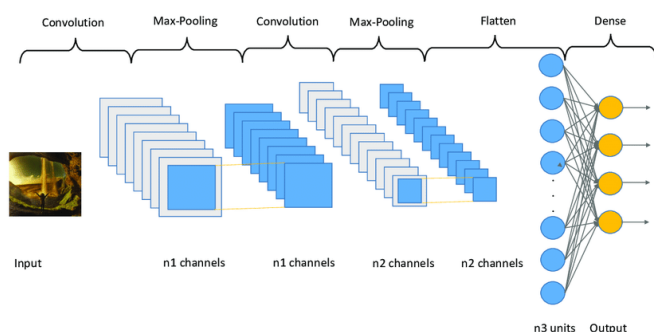 Convolution Max-Pooling Convolution Max-Pooling Flatten Dense
Input n1 channels n1 channels n2 channels n2 channels
n3 units Output